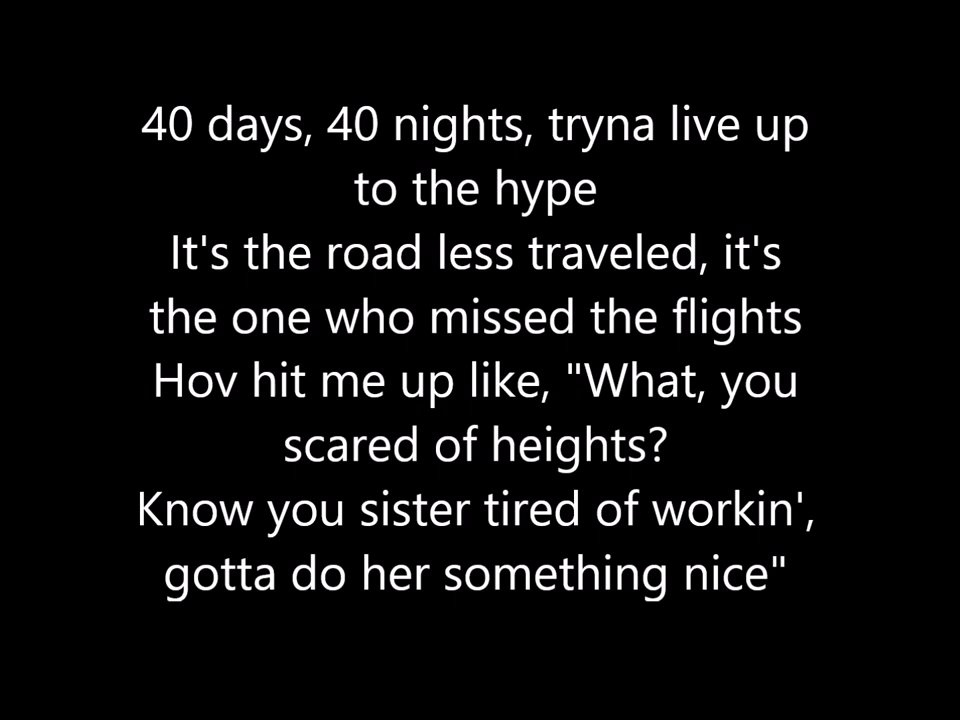 40 days, 40 nights, tryna live up
to the hype
It's the road less traveled, it's
the one who missed the flights
Hov hit me up like, "What, you
scared of heights?
Know you sister tired of workin',
gotta do her something nice"